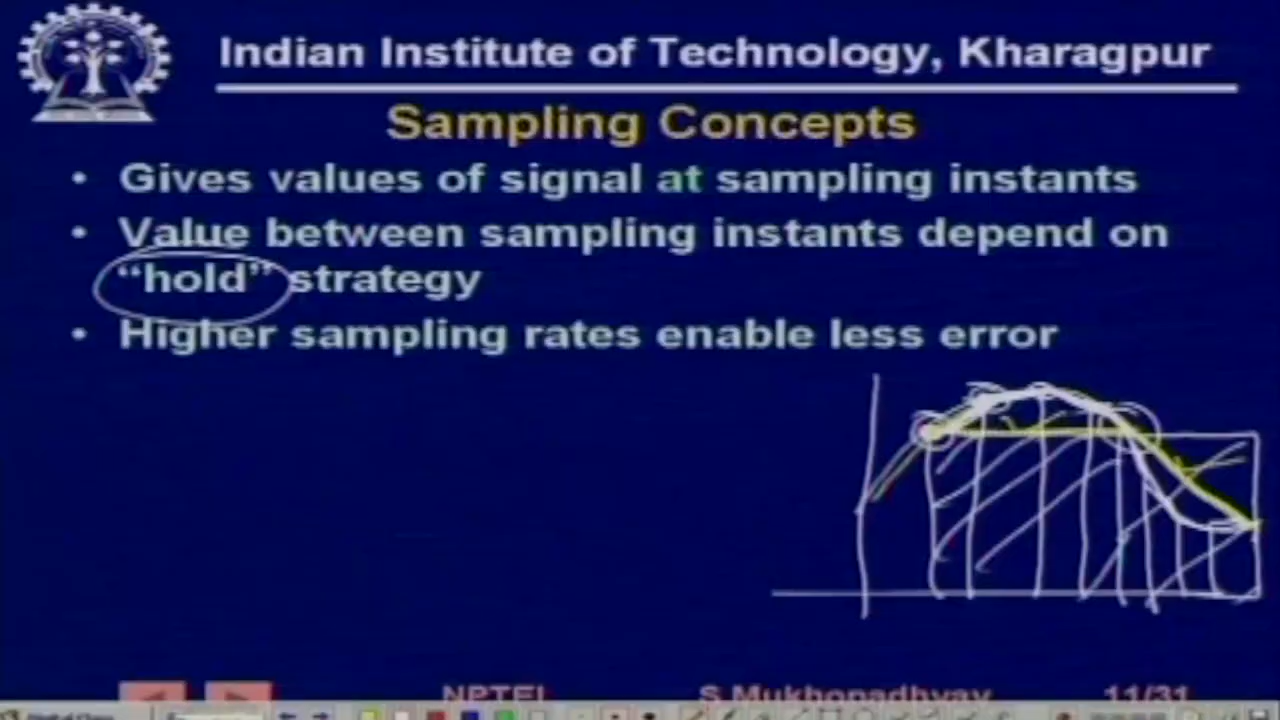 Indian Institute of Technology, Kharagpur
Sampling Concepts
• Gives values of signal at sampling instants
• Value between sampling instants depend on
“hold” strategy
• Higher sampling rates enable less error
NPTEL S.Mukhopadhyay 11/31